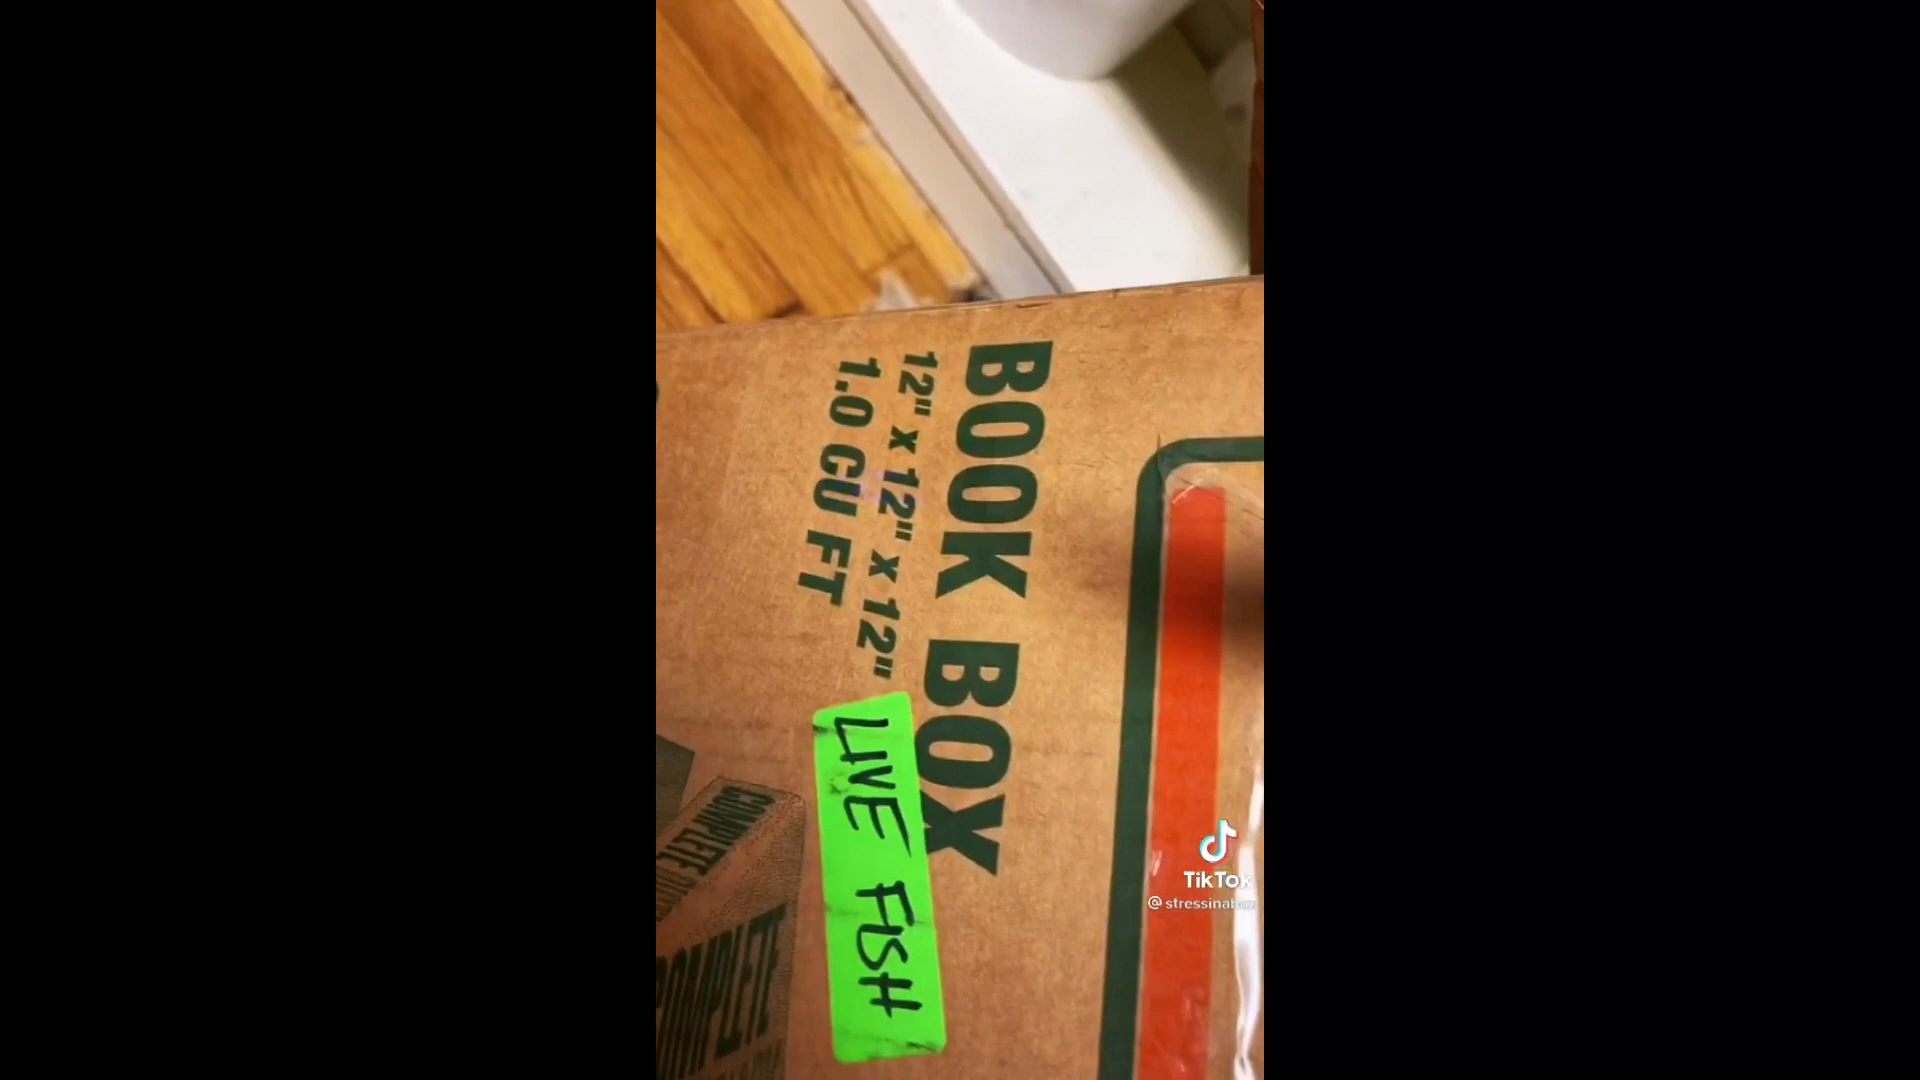 BOOK BOX
12" x 12" x 12"
1.0 CU FT
LIVE FISH
COMPLETE
COMPLETE
TikTok